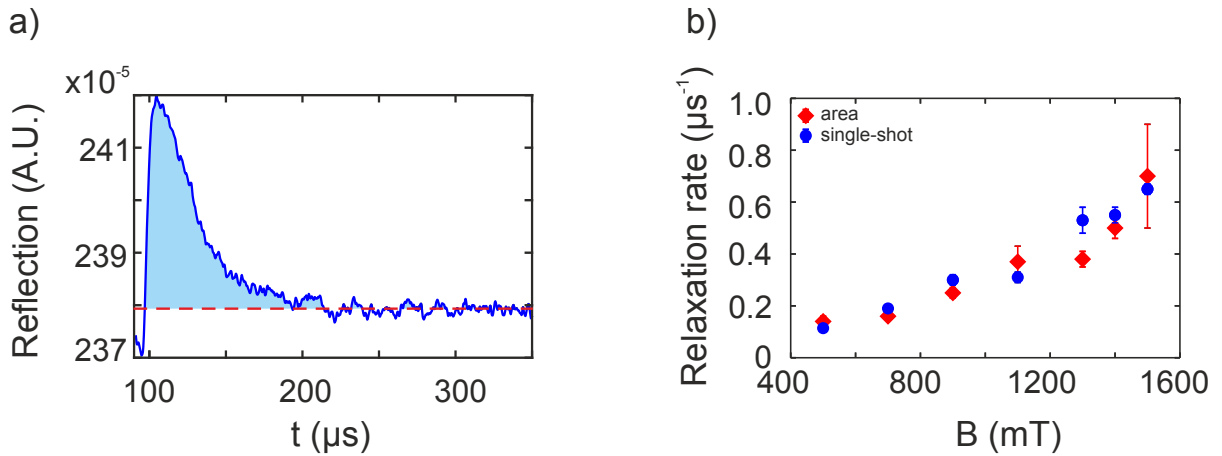 a)
x10⁻⁵
Reflection (A.U.)
241
239
237
100
200
300
t (µs)
b)
Relaxation rate (µs⁻¹)
1.0
0.8
0.6
0.4
0.2
0
area
single-shot
400
800
1200
1600
B (mT)